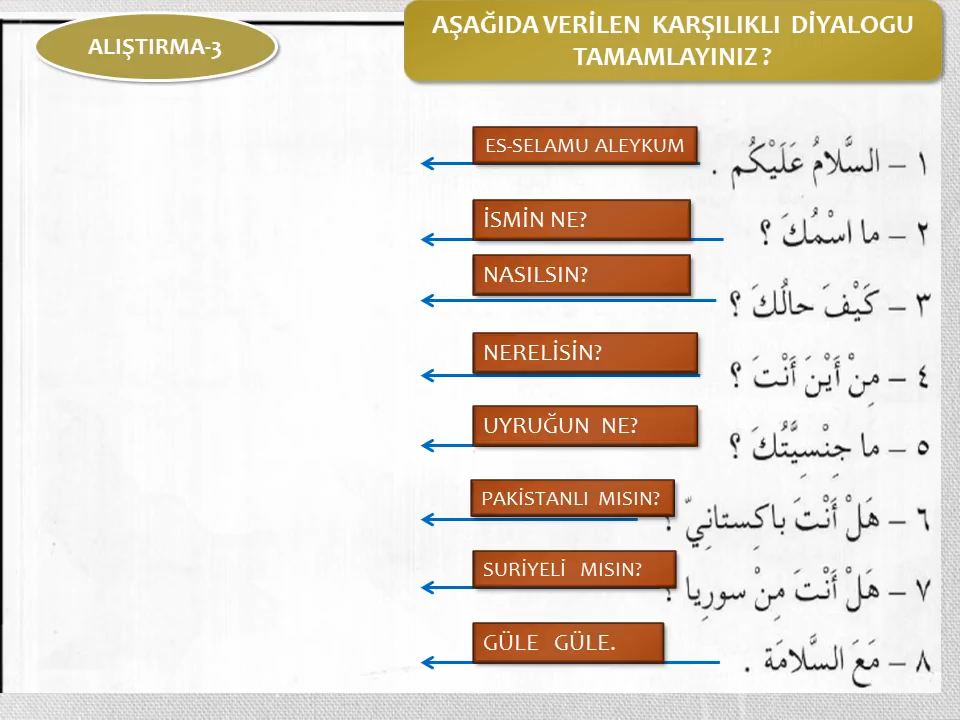 ALIŞTIRMA-3
AŞAĞIDA VERİLEN KARŞILIKLI DİYALOGU
TAMAMLAYINIZ ?
١ – السَّلامُ عَلَيْكُم .
ES-SELAMU ALEYKUM
٢ – ما اسْمُكَ ؟
İSMİN NE?
٣ – كَيْفَ حالُكَ ؟
NASILSIN?
٤ – مِنْ أَيْنَ أَنْتَ ؟
NERELİSİN?
٥ – ما جِنْسِيَّتُكَ ؟
UYRUĞUN NE?
٦ – هَلْ أَنْتَ باكِستانِيّ ؟
PAKİSTANLI MISIN?
٧ – هَلْ أَنْتَ مِنْ سورِيا ؟
SURİYELİ MISIN?
٨ – مَعَ السَّلامَة .
GÜLE GÜLE.